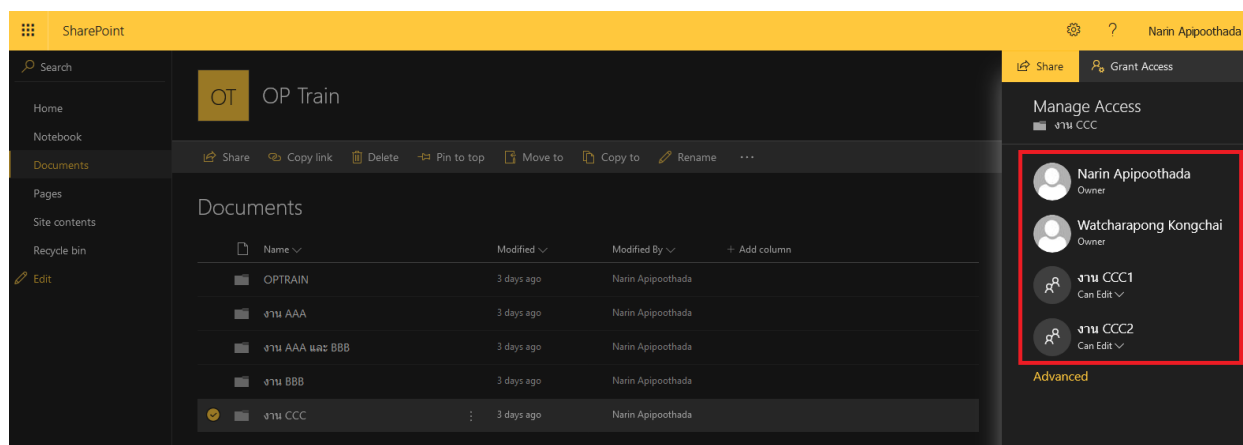 SharePoint
? Narin Apipoothada
Search
Home
Notebook
Documents
Pages
Site contents
Recycle bin
Edit
OT OP Train
Share Copy link Delete Pin to top Move to Copy to Rename ...
Documents
Name Modified Modified By + Add column
OPTRAIN 3 days ago Narin Apipoothada
งาน AAA 3 days ago Narin Apipoothada
งาน AAA และ BBB 3 days ago Narin Apipoothada
งาน BBB 3 days ago Narin Apipoothada
งาน CCC 3 days ago Narin Apipoothada
Share Grant Access
Manage Access
งาน CCC
Narin Apipoothada
Owner
Watcharapong Kongchai
Owner
งาน CCC1
Can Edit
งาน CCC2
Can Edit
Advanced